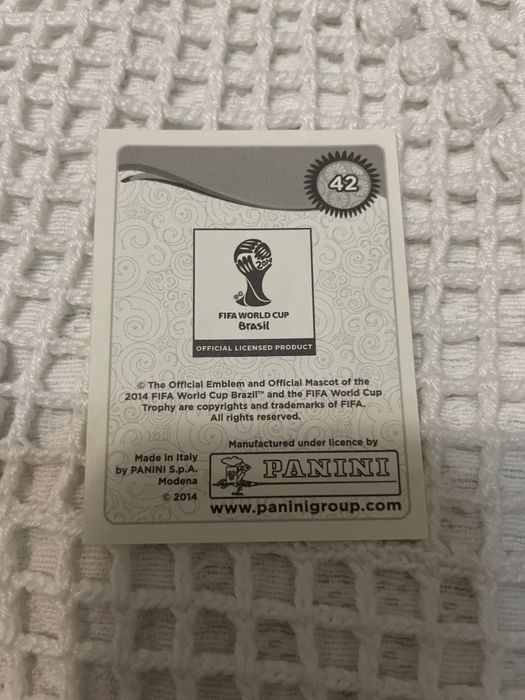 42
2014
FIFA WORLD CUP
Brasil
OFFICIAL LICENSED PRODUCT
© The Official Emblem and Official Mascot of the
2014 FIFA World Cup Brazil™ and the FIFA World Cup
Trophy are copyrights and trademarks of FIFA.
All rights reserved.
Manufactured under licence by
Made in Italy
by PANINI S.p.A.
Modena
© 2014
PANINI
www.paninigroup.com